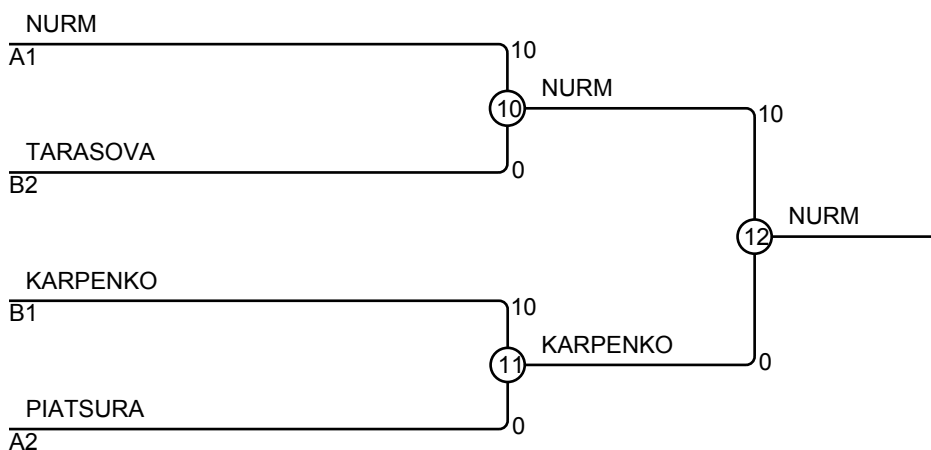 NURM
A1
10
10
NURM
TARASOVA
B2
0
10
12
NURM
KARPENKO
B1
10
11
KARPENKO
0
PIATSURA
A2
0